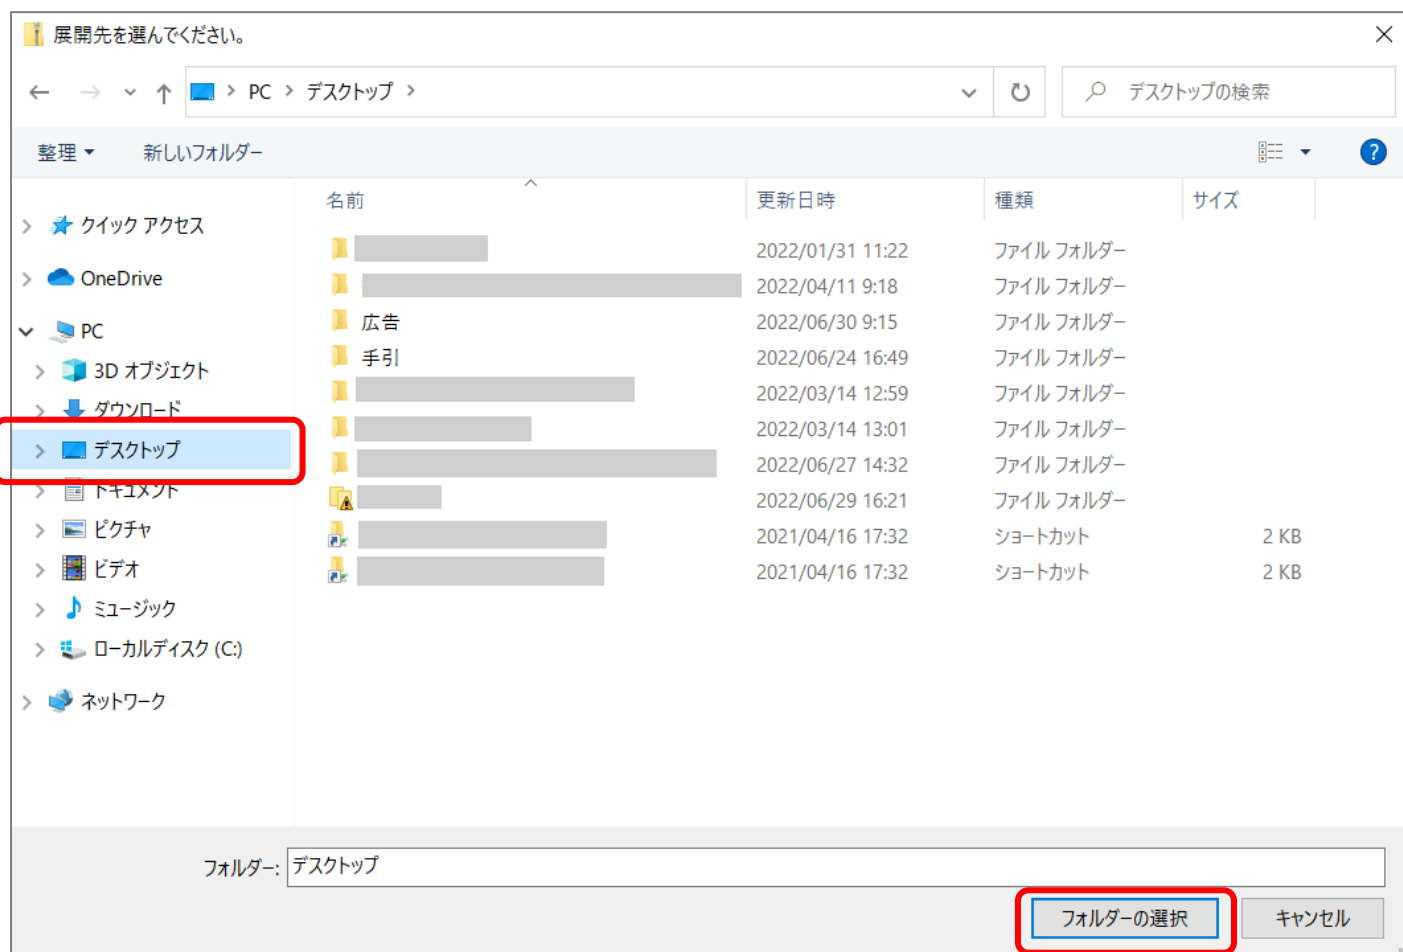 展開先を選んでください。
PC > デスクトップ >
デスクトップの検索
整理
新しいフォルダー
?
名前 更新日時 種類 サイズ
クイック アクセス
OneDrive
PC
3D オブジェクト
ダウンロード
デスクトップ
ドキュメント
ピクチャ
ビデオ
ミュージック
ローカルディスク (C:)
ネットワーク
2022/01/31 11:22 ファイル フォルダー
2022/04/11 9:18 ファイル フォルダー
広告 2022/06/30 9:15 ファイル フォルダー
手引 2022/06/24 16:49 ファイル フォルダー
2022/03/14 12:59 ファイル フォルダー
2022/03/14 13:01 ファイル フォルダー
2022/06/27 14:32 ファイル フォルダー
2022/06/29 16:21 ファイル フォルダー
2021/04/16 17:32 ショートカット 2 KB
2021/04/16 17:32 ショートカット 2 KB
フォルダー: デスクトップ
フォルダーの選択
キャンセル